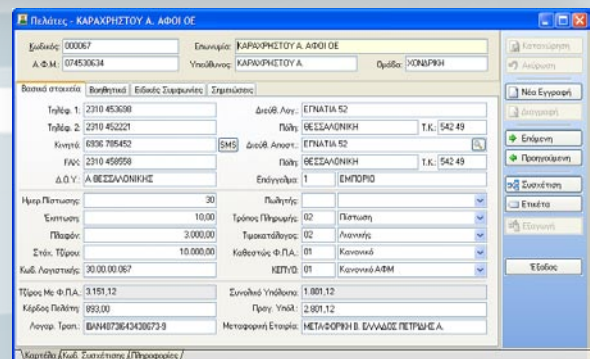 Πελάτες - ΚΑΡΑΧΡΗΣΤΟΥ Α. ΑΦΟΙ ΟΕ
Κωδικός: 000067 Επωνυμία: ΚΑΡΑΧΡΗΣΤΟΥ Α. ΑΦΟΙ ΟΕ
Α.Φ.Μ.: 074530634 Υπεύθυνος: ΚΑΡΑΧΡΗΣΤΟΥ Α. Ομάδα: ΧΟΝΔΡΙΚΗ
Βασικά στοιχεία Βοηθητικά Ειδικές Συμφωνίες Σημειώσεις
Τηλέφ. 1: 2310 453698 Διεύθ. Λογ.: ΕΓΝΑΤΙΑ 52
Τηλέφ. 2: 2310 452221 Πόλη: ΘΕΣΣΑΛΟΝΙΚΗ Τ.Κ.: 542 49
Κινητό: 6936 785452 SMS Διεύθ. Αποστ.: ΕΓΝΑΤΙΑ 52
FAX: 2310 458558 Πόλη: ΘΕΣΣΑΛΟΝΙΚΗ Τ.Κ.: 542 49
Δ.Ο.Υ.: Α ΘΕΣΣΑΛΟΝΙΚΗΣ Επάγγελμα: 1 ΕΜΠΟΡΙΟ
Ημερ.Πίστωσης: 30 Πωλητής:
Έκπτωση: 10,00 Τρόπος Πληρωμής: 02 Πίστωση
Πλαφόν: 3.000,00 Τιμοκατάλογος: 02 Λιανικής
Στόχ. Τζίρου: 10.000,00 Καθεστώς Φ.Π.Α.: 01 Κανονικό
Κωδ. Λογιστικής: 30.00.00.067 ΚΕΠΥΟ: 01 Κανονικό ΑΦΜ
Τζίρος Με Φ.Π.Α.: 3.151,12 Συνολικό Υπόλοιπο: 1.801,12
Κέρδος Πελάτη: 893,00 Προγ. Υπόλ.: 2.801,12
Λογαρ. Τραπ.: IBAN4873643438673-9 Μεταφορική Εταιρία: ΜΕΤΑΦΟΡΙΚΗ Β. ΕΛΛΑΔΟΣ ΠΕΤΡΙΔΗΣ Α.
Καρτέλα Κωδ. Συσχέτισης Πληροφορίες
Καταχώρηση
Ακύρωση
Νέα Εγγραφή
Διαγραφή
Επόμενη
Προηγούμενη
Συσχέτιση
Ετικέτα
Εξαγωγή
Έξοδος